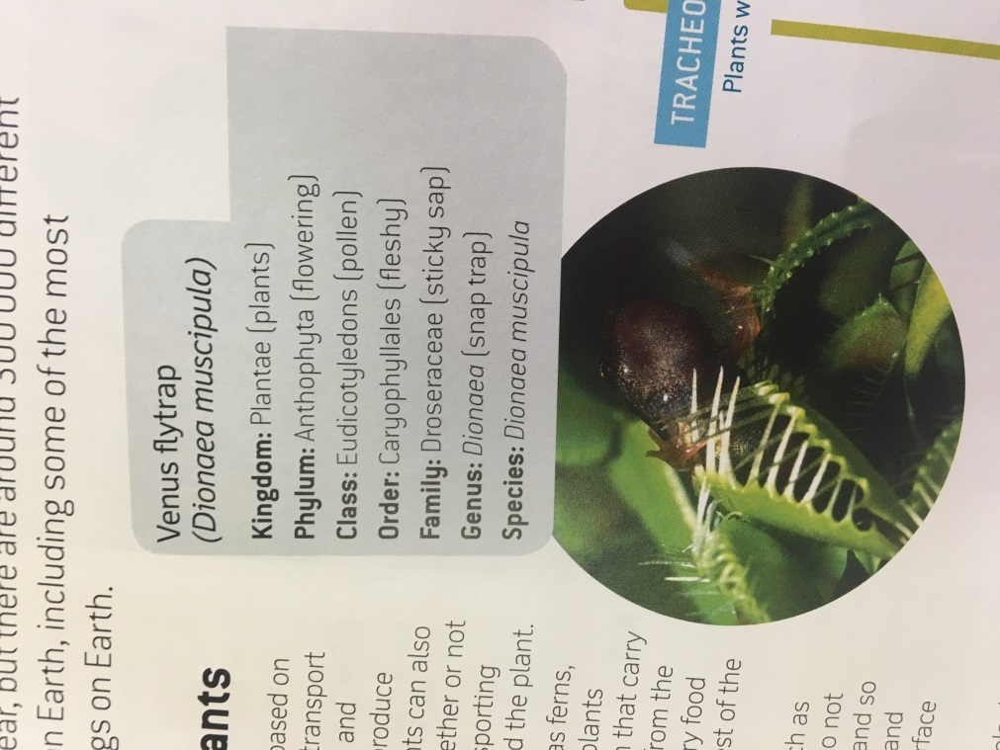 but there are around 300 000 different
Earth, including some of the most
on Earth.
Venus flytrap
(Dionaea muscipula)
Kingdom: Plantae (plants)
Phylum: Anthophyta (flowering)
Class: Eudicotyledons (pollen)
Order: Caryophyllales (fleshy)
Family: Droseraceae (sticky sap)
Genus: Dionaea (snap trap)
Species: Dionaea muscipula
ants
based on
transport
and
roduce
nts can also
ether or not
sporting
d the plant.
as ferns,
plants
that carry
from the
ry food
st of the
ch as
o not
and so
and
rface
TRACHEO
Plants w